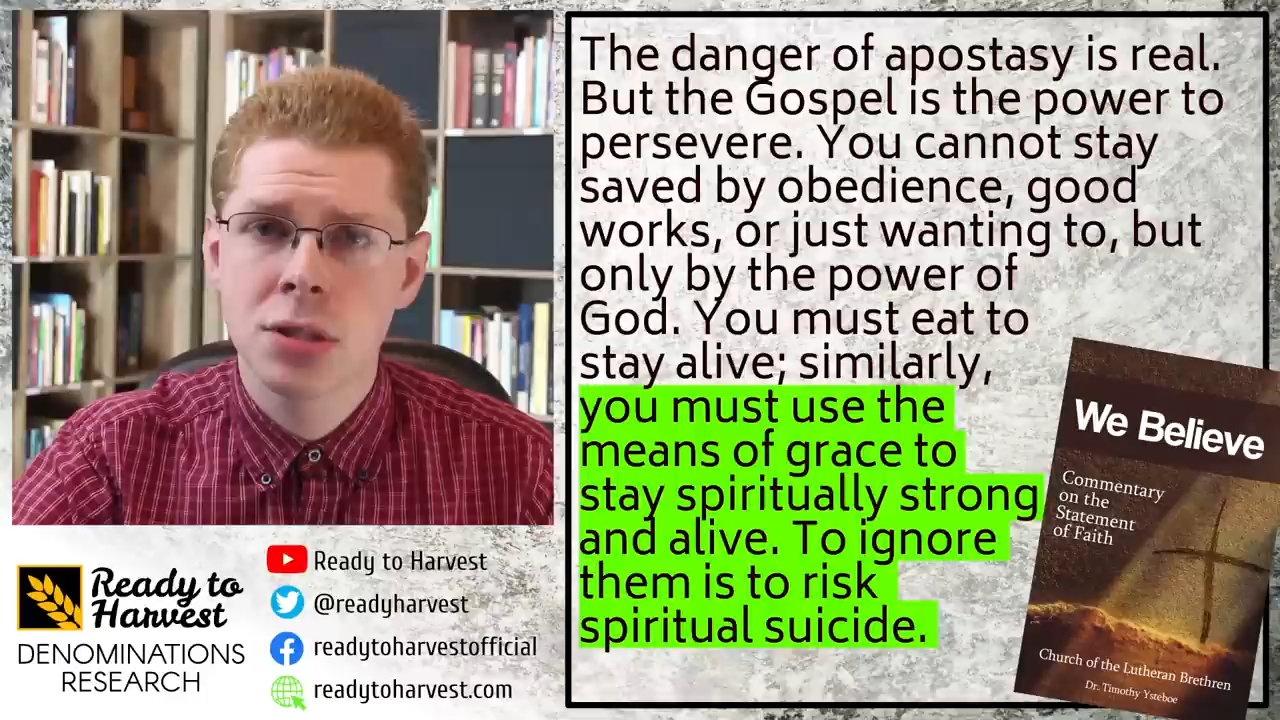 The danger of apostasy is real.
But the Gospel is the power to
persevere. You cannot stay
saved by obedience, good
works, or just wanting to, but
only by the power of
God. You must eat to
stay alive; similarly,
you must use the
means of grace to
stay spiritually strong
and alive. To ignore
them is to risk
spiritual suicide.
We Believe
Commentary
on the
Statement
of Faith
Church of the Lutheran Brethren
Dr. Timothy Ysteboe
Ready to
Harvest
DENOMINATIONS
RESEARCH
Ready to Harvest
@readyharvest
readytoharvestofficial
readytoharvest.com